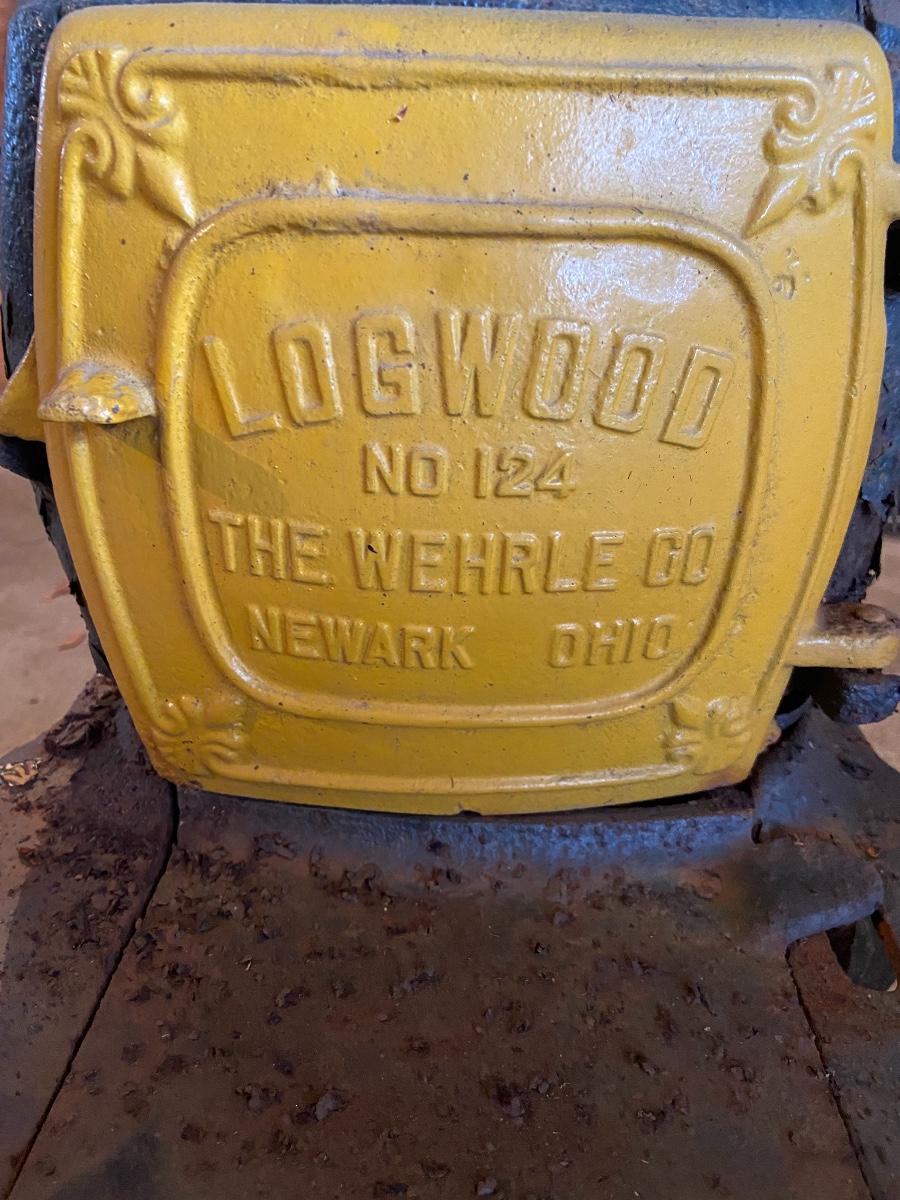 LOGWOOD
NO 124
THE WEHRLE CO
NEWARK OHIO